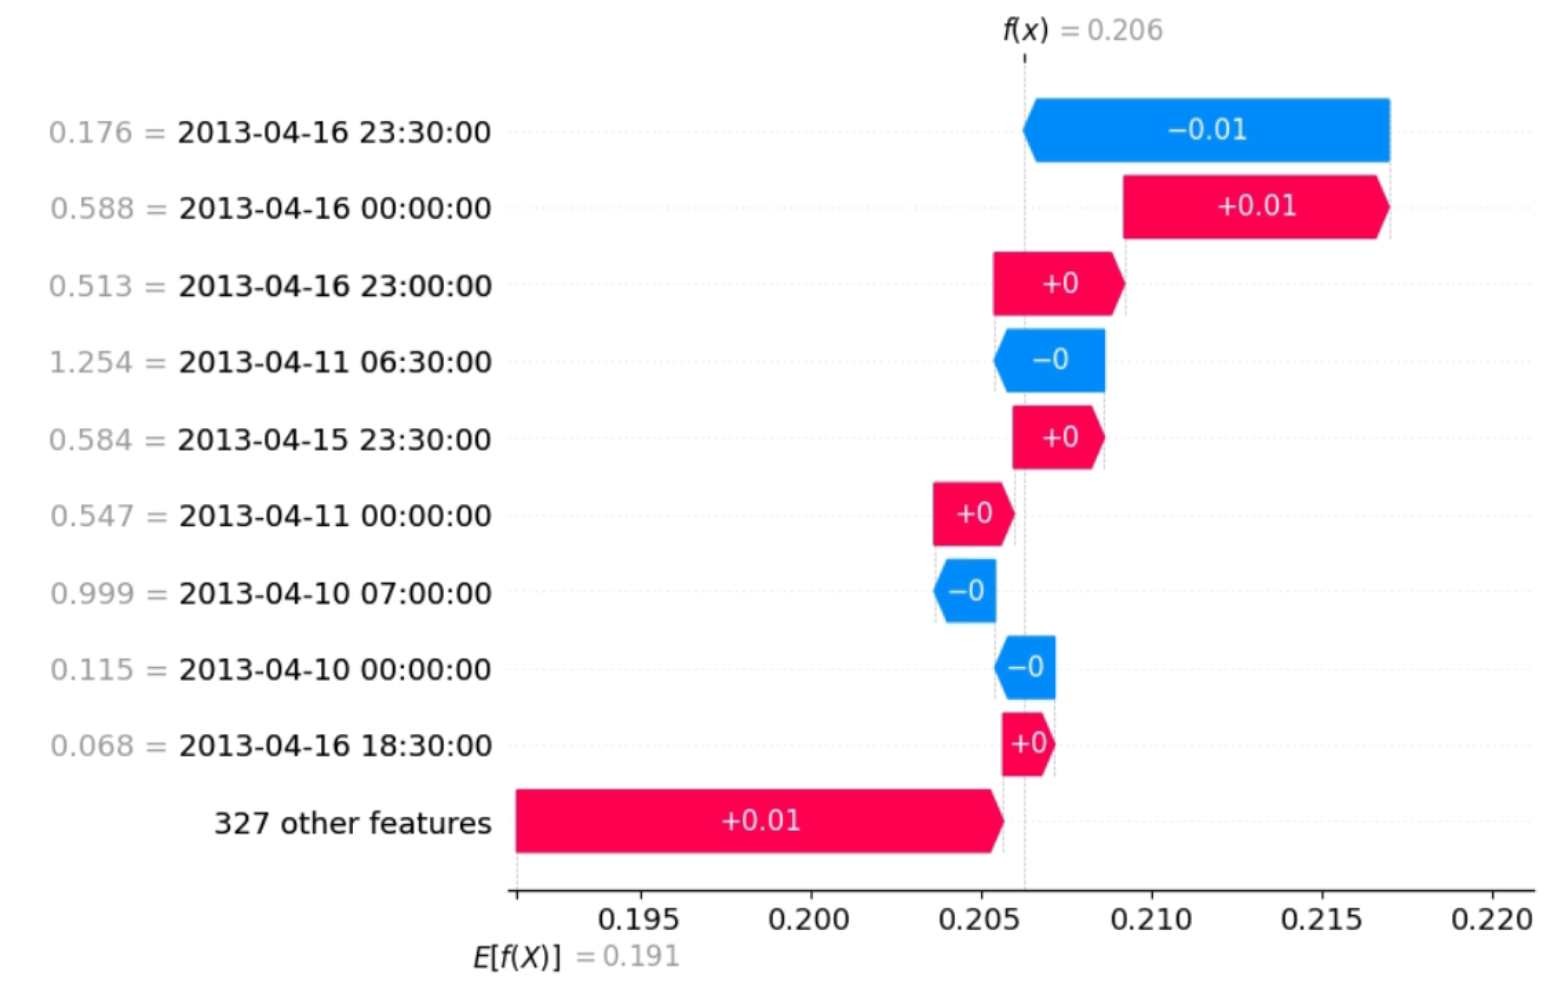 f(x) = 0.206
0.176 = 2013-04-16 23:30:00
−0.01
0.588 = 2013-04-16 00:00:00
+0.01
0.513 = 2013-04-16 23:00:00
+0
1.254 = 2013-04-11 06:30:00
−0
0.584 = 2013-04-15 23:30:00
+0
0.547 = 2013-04-11 00:00:00
+0
0.999 = 2013-04-10 07:00:00
−0
0.115 = 2013-04-10 00:00:00
−0
0.068 = 2013-04-16 18:30:00
+0
327 other features
+0.01
0.195 0.200 0.205 0.210 0.215 0.220
E[f(X)] = 0.191